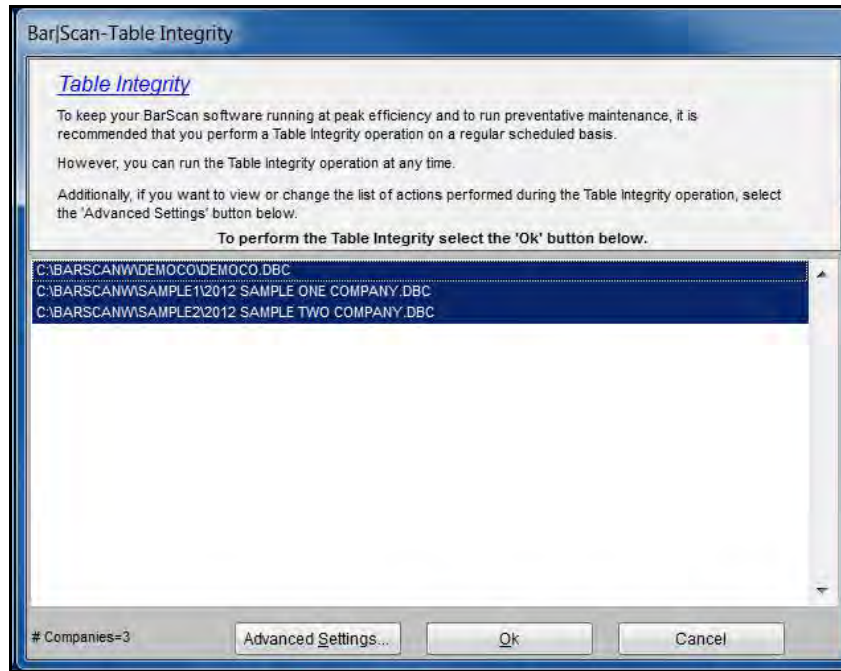 Bar|Scan-Table Integrity
Table Integrity
To keep your BarScan software running at peak efficiency and to run preventative maintenance, it is
recommended that you perform a Table Integrity operation on a regular scheduled basis.
However, you can run the Table Integrity operation at any time.
Additionally, if you want to view or change the list of actions performed during the Table Integrity operation, select
the 'Advanced Settings' button below.
To perform the Table Integrity select the 'Ok' button below.
C:\BARSCANW\DEMOCO\DEMOCO.DBC
C:\BARSCANW\SAMPLE1\2012 SAMPLE ONE COMPANY.DBC
C:\BARSCANW\SAMPLE2\2012 SAMPLE TWO COMPANY.DBC
# Companies=3 Advanced Settings... Ok Cancel